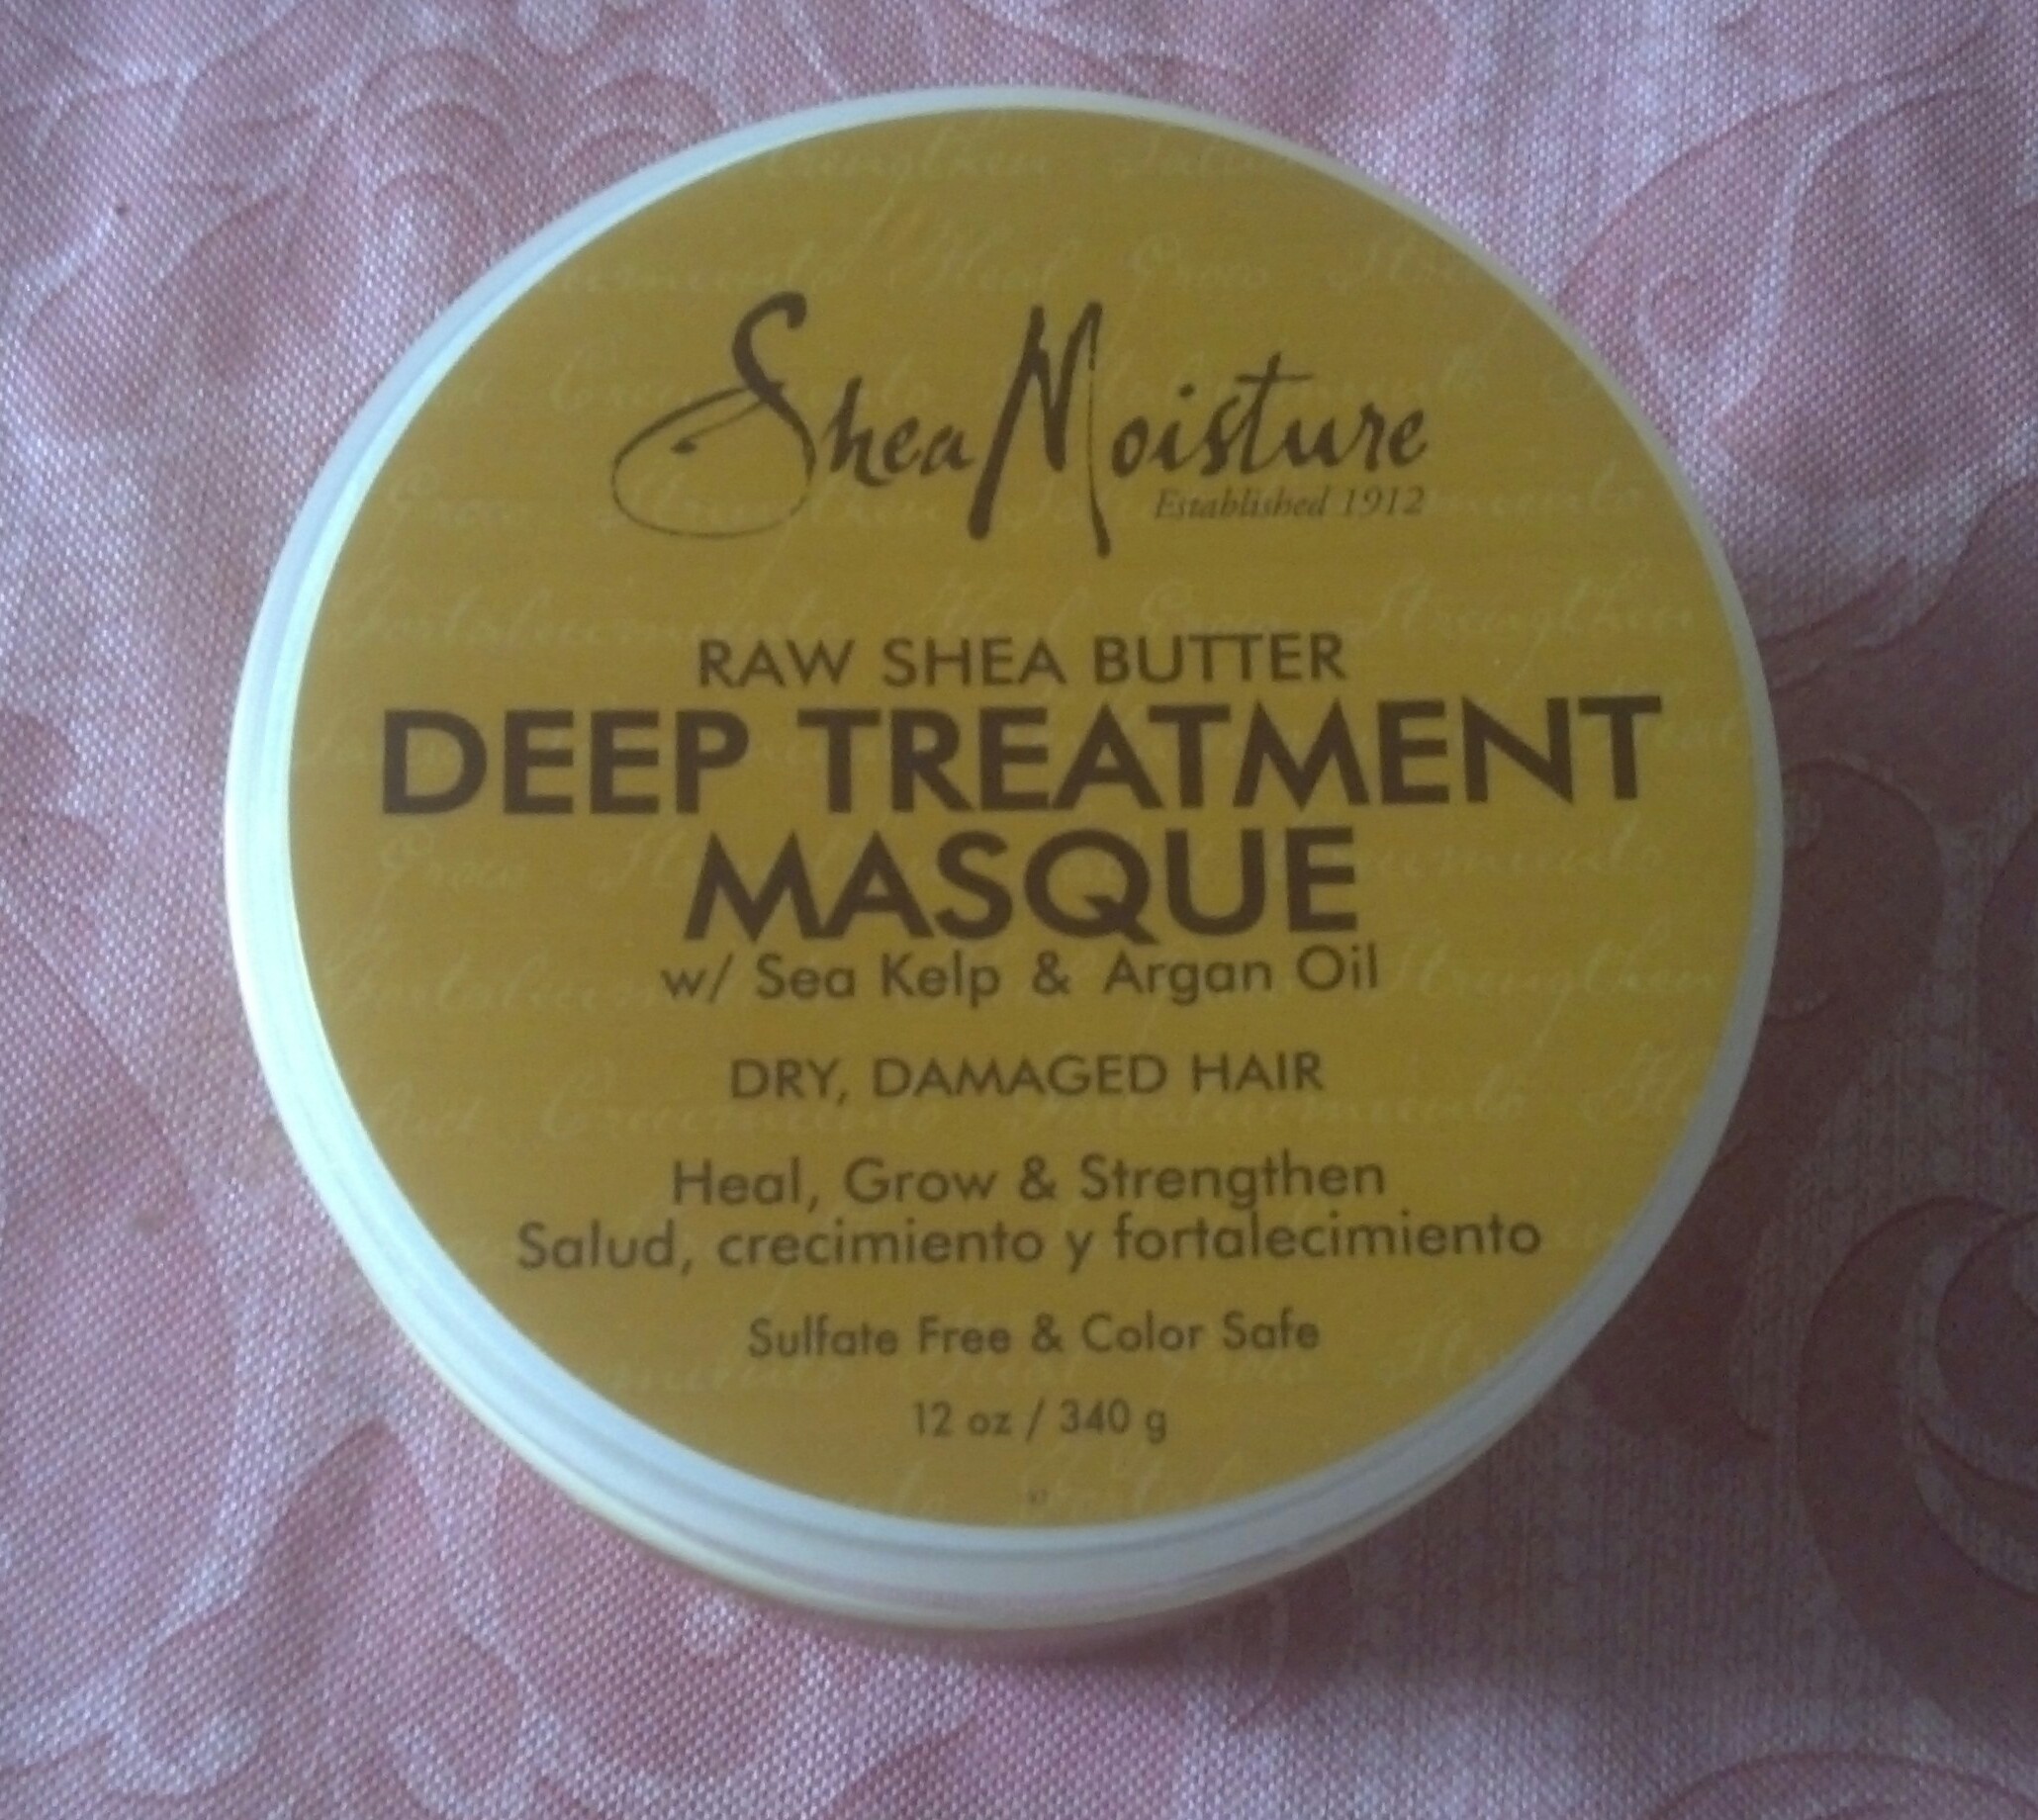 SheaMoisture
Established 1912
RAW SHEA BUTTER
DEEP TREATMENT
MASQUE
w/ Sea Kelp & Argan Oil
DRY, DAMAGED HAIR
Heal, Grow & Strengthen
Salud, crecimiento y fortalecimiento
Sulfate Free & Color Safe
12 oz / 340 g